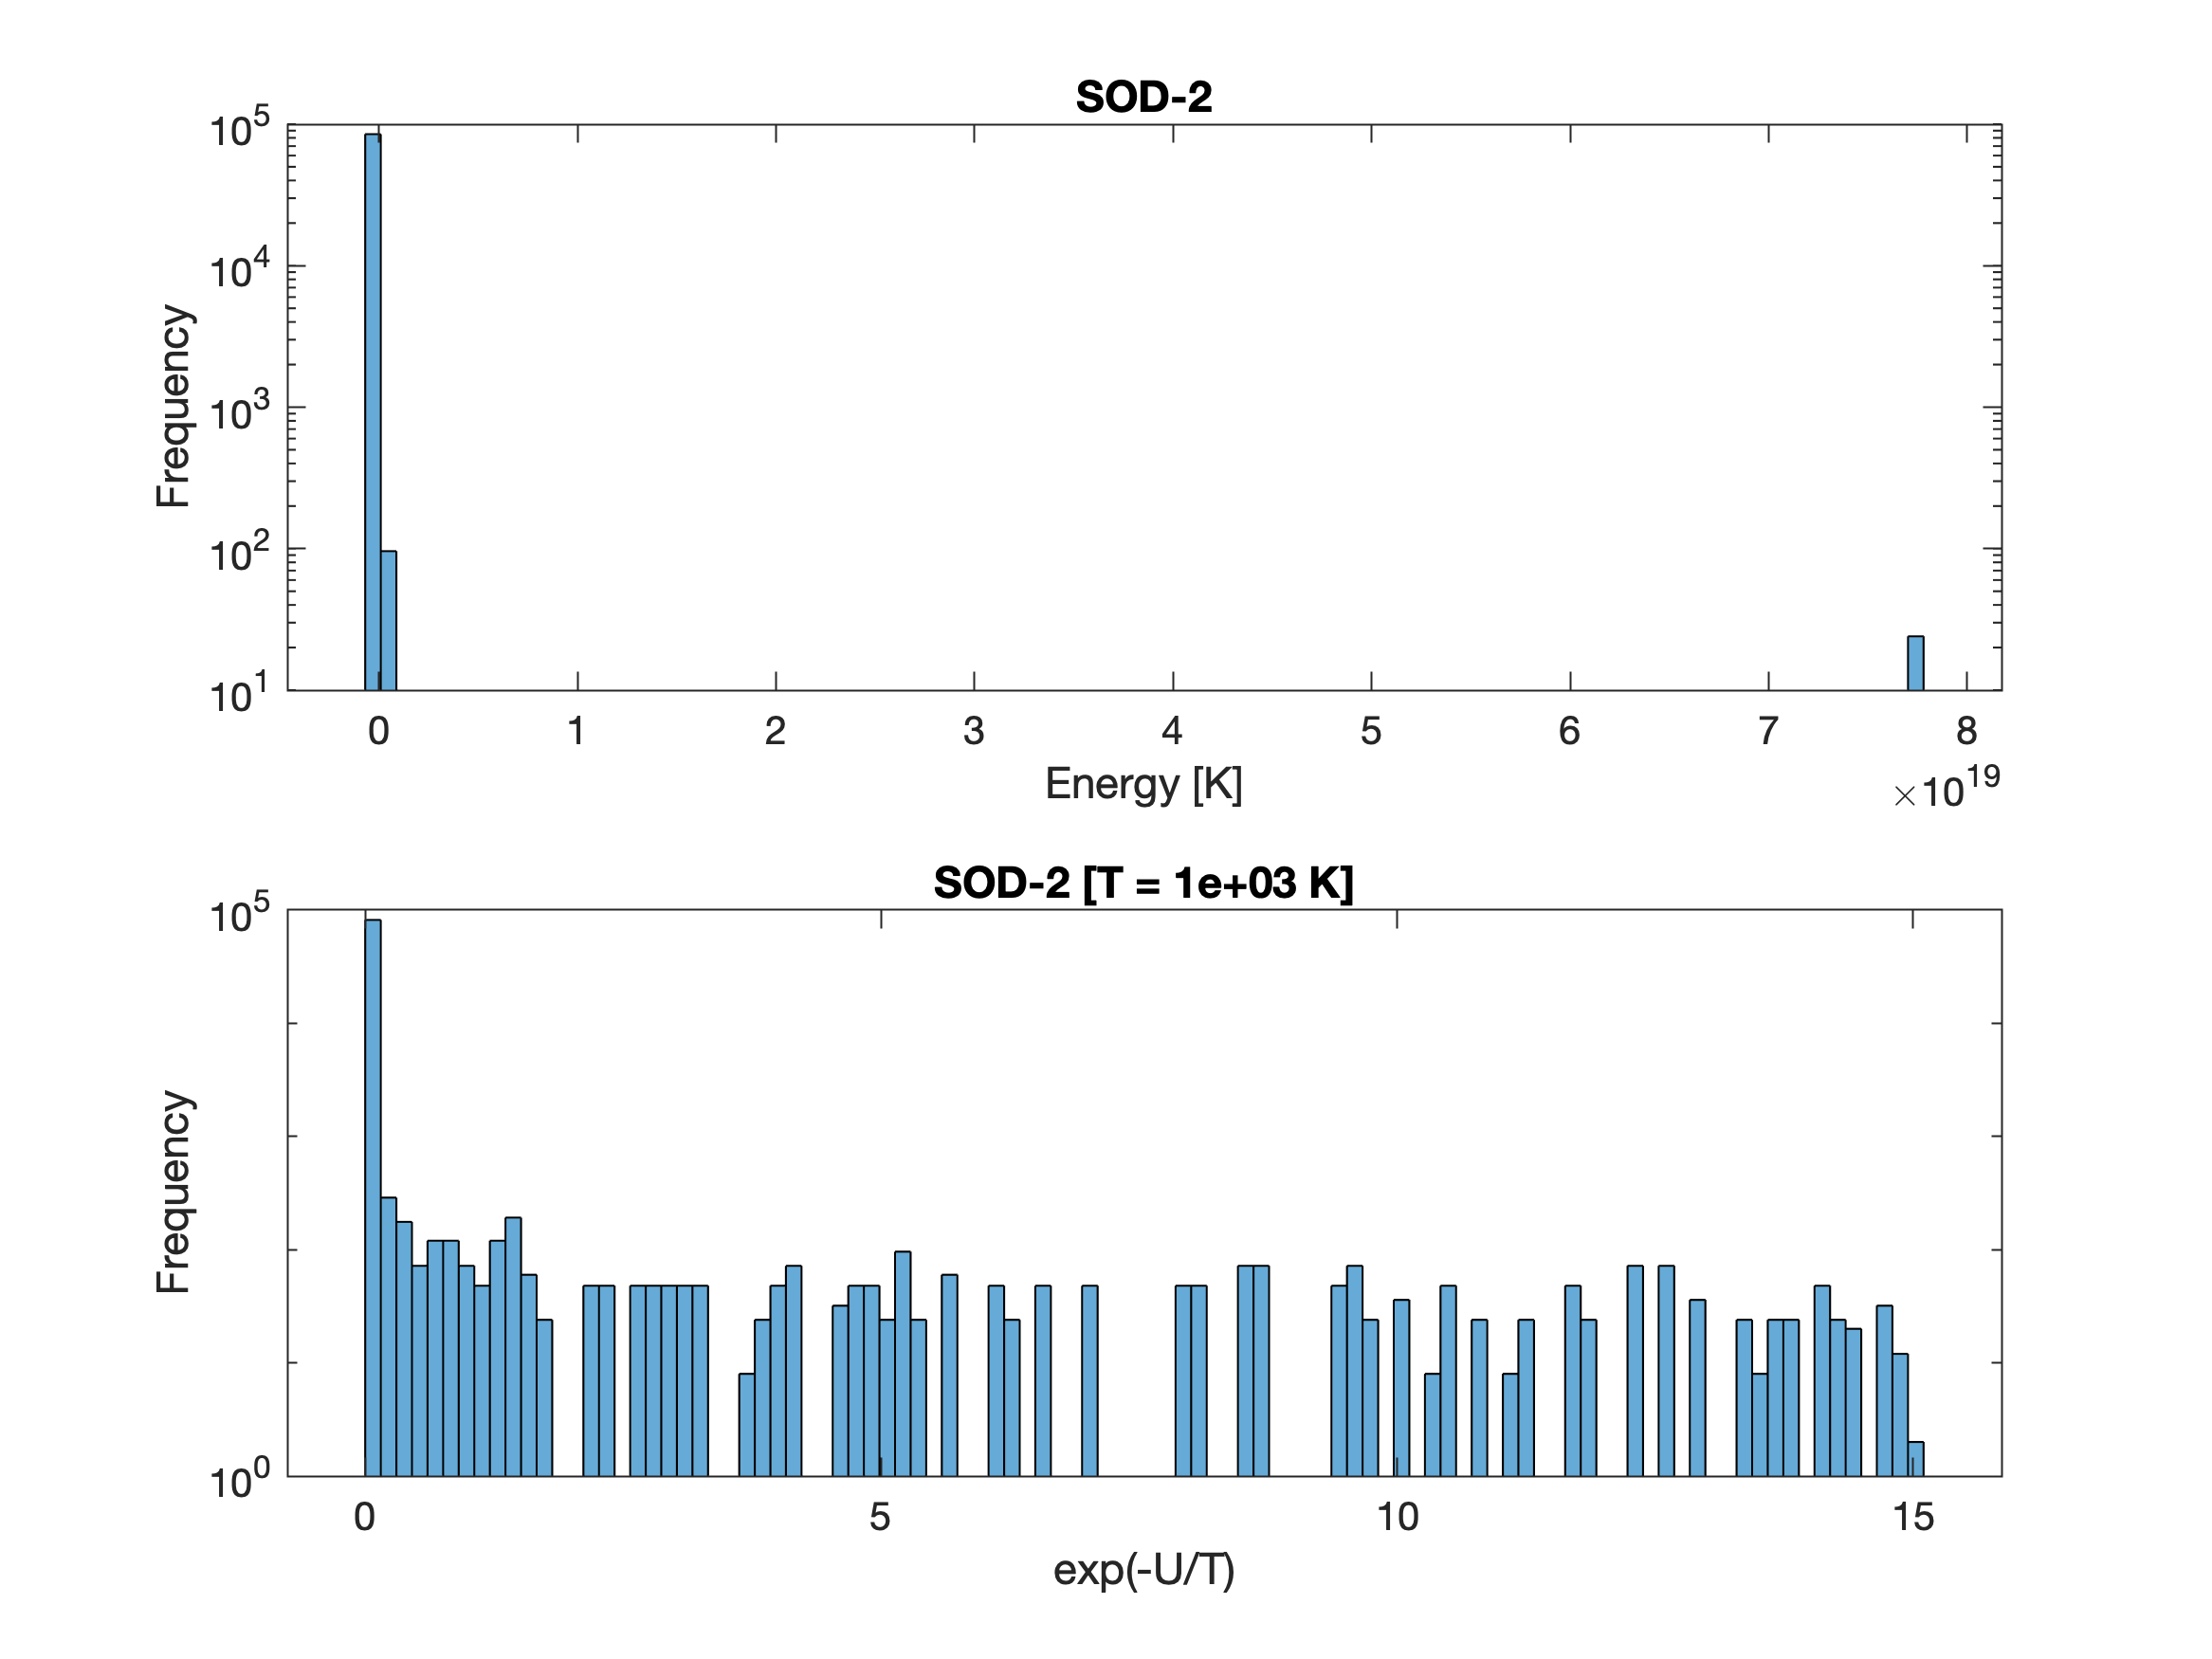 SOD-2
Frequency
10^5
10^4
10^3
10^2
10^1
0 1 2 3 4 5 6 7 8
Energy [K]
×10^19
SOD-2 [T = 1e+03 K]
Frequency
10^5
10^0
0 5 10 15
exp(-U/T)